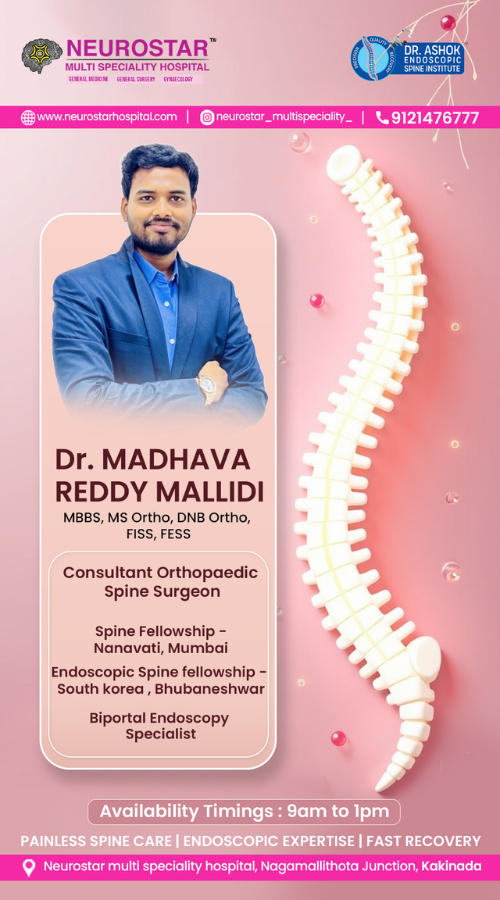 NEUROSTAR™
MULTI SPECIALITY HOSPITAL
GENERAL MEDICINE GENERAL SURGERY GYNAECOLOGY
PRECISION QUALITY RECOVERY
DR. ASHOK
ENDOSCOPIC
SPINE INSTITUTE
www.neurostarhospital.com | neurostar_multispeciality_ | 9121476777
Dr. MADHAVA
REDDY MALLIDI
MBBS, MS Ortho, DNB Ortho,
FISS, FESS
Consultant Orthopaedic
Spine Surgeon
Spine Fellowship -
Nanavati, Mumbai
Endoscopic Spine fellowship -
South korea , Bhubaneshwar
Biportal Endoscopy
Specialist
Availability Timings : 9am to 1pm
PAINLESS SPINE CARE | ENDOSCOPIC EXPERTISE | FAST RECOVERY
Neurostar multi speciality hospital, Nagamallithota Junction, Kakinada